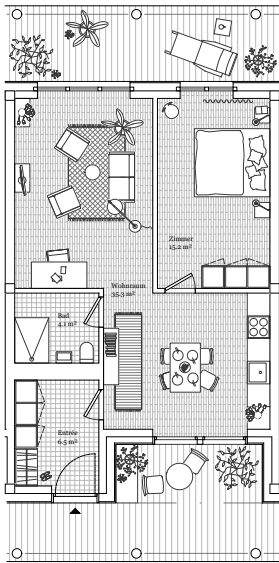 Zimmer
15.2 m²
Wohnraum
35.3 m²
Bad
4.1 m²
Entrée
6.5 m²